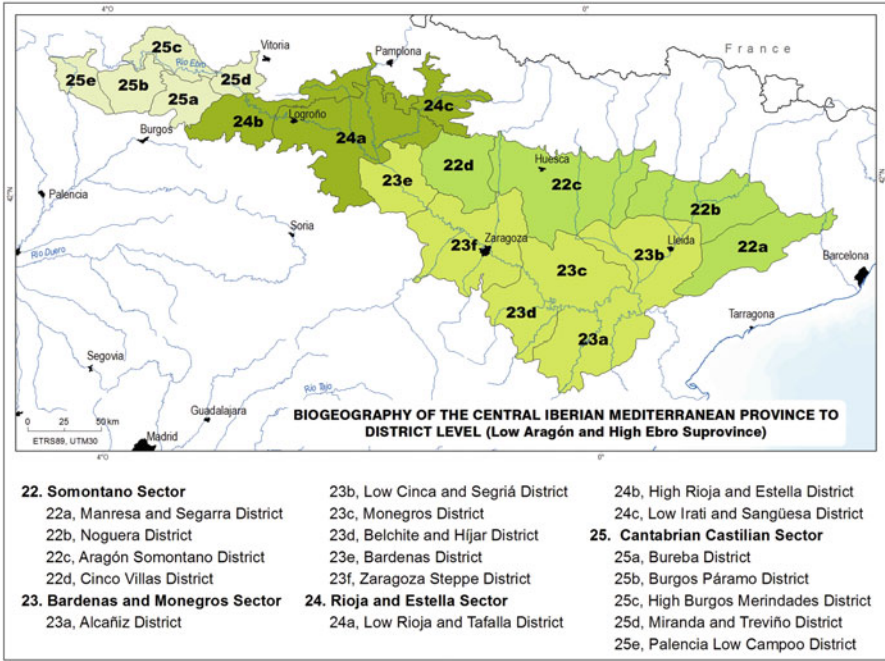 4°O
0°
25c
Vitoria
Pamplona
France
Río Ebro
25e
25b
25d
25a
24c
24b
Logroño
24a
Burgos
42°N
42°N
22d
Huesca
22c
23e
Palencia
22b
Soria
23f
Zaragoza
23b
Lleida
22a
Río Duero
23c
Barcelona
23d
Tarragona
23a
Segovia
Río Tajo
Guadalajara
0 25 50 km
ETRS89, UTM30
Madrid
BIOGEOGRAPHY OF THE CENTRAL IBERIAN MEDITERRANEAN PROVINCE TO
DISTRICT LEVEL (Low Aragón and High Ebro Suprovince)
4°O
0°
22. Somontano Sector
22a, Manresa and Segarra District
22b, Noguera District
22c, Aragón Somontano District
22d, Cinco Villas District
23. Bardenas and Monegros Sector
23a, Alcañiz District
23b, Low Cinca and Segriá District
23c, Monegros District
23d, Belchite and Híjar District
23e, Bardenas District
23f, Zaragoza Steppe District
24. Rioja and Estella Sector
24a, Low Rioja and Tafalla District
24b, High Rioja and Estella District
24c, Low Irati and Sangüesa District
25. Cantabrian Castilian Sector
25a, Bureba District
25b, Burgos Páramo District
25c, High Burgos Merindades District
25d, Miranda and Treviño District
25e, Palencia Low Campoo District